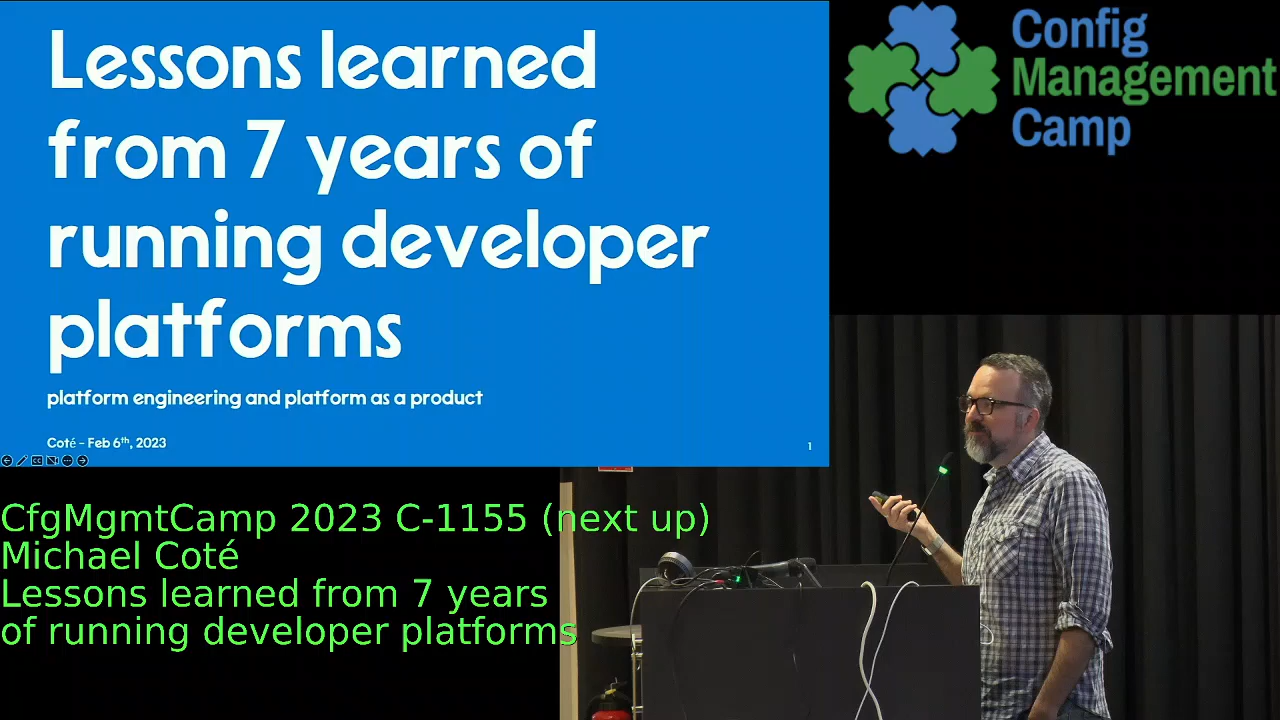 Lessons learned
from 7 years of
running developer
platforms
platform engineering and platform as a product
Coté – Feb 6th, 2023
1
Config
Management
Camp
CfgMgmtCamp 2023 C-1155 (next up)
Michael Coté
Lessons learned from 7 years
of running developer platforms